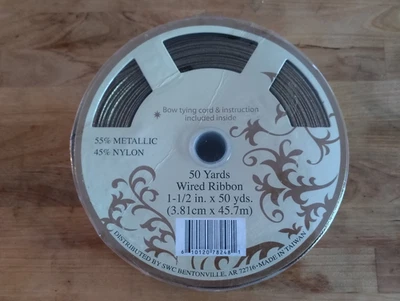 Bow tying cord & instruction
included inside
55% METALLIC
45% NYLON
50 Yards
Wired Ribbon
1-1/2 in. x 50 yds.
(3.81cm x 45.7m)
DISTRIBUTED BY SWC BENTONVILLE, AR 72716-MADE IN TAIWAN